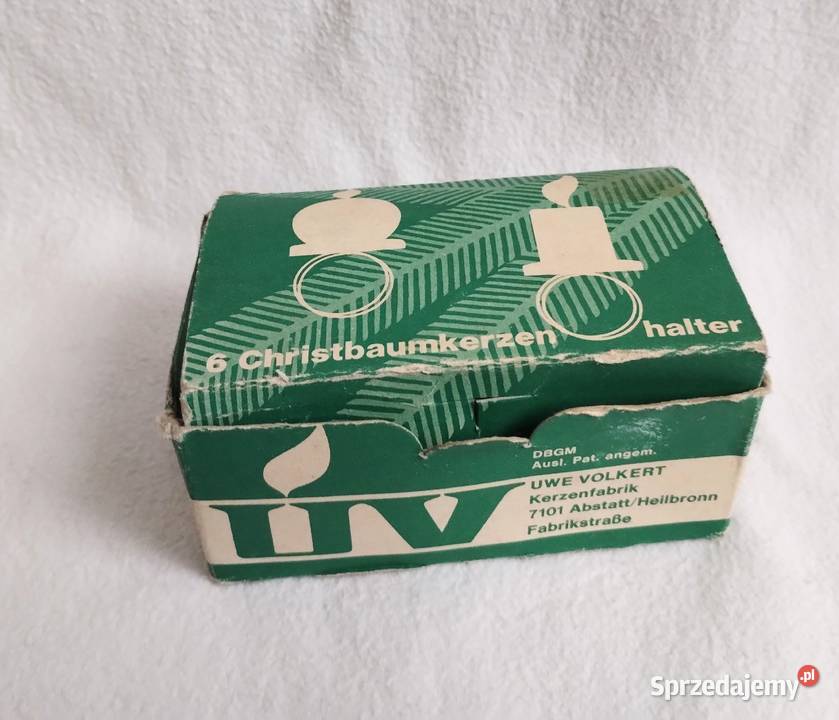 6 Christbaumkerzen halter
DBGM
Ausl. Pat. angem.
UV
UWE VOLKERT
Kerzenfabrik
7101 Abstatt/Heilbronn
Fabrikstraße
Sprzedajemy.pl